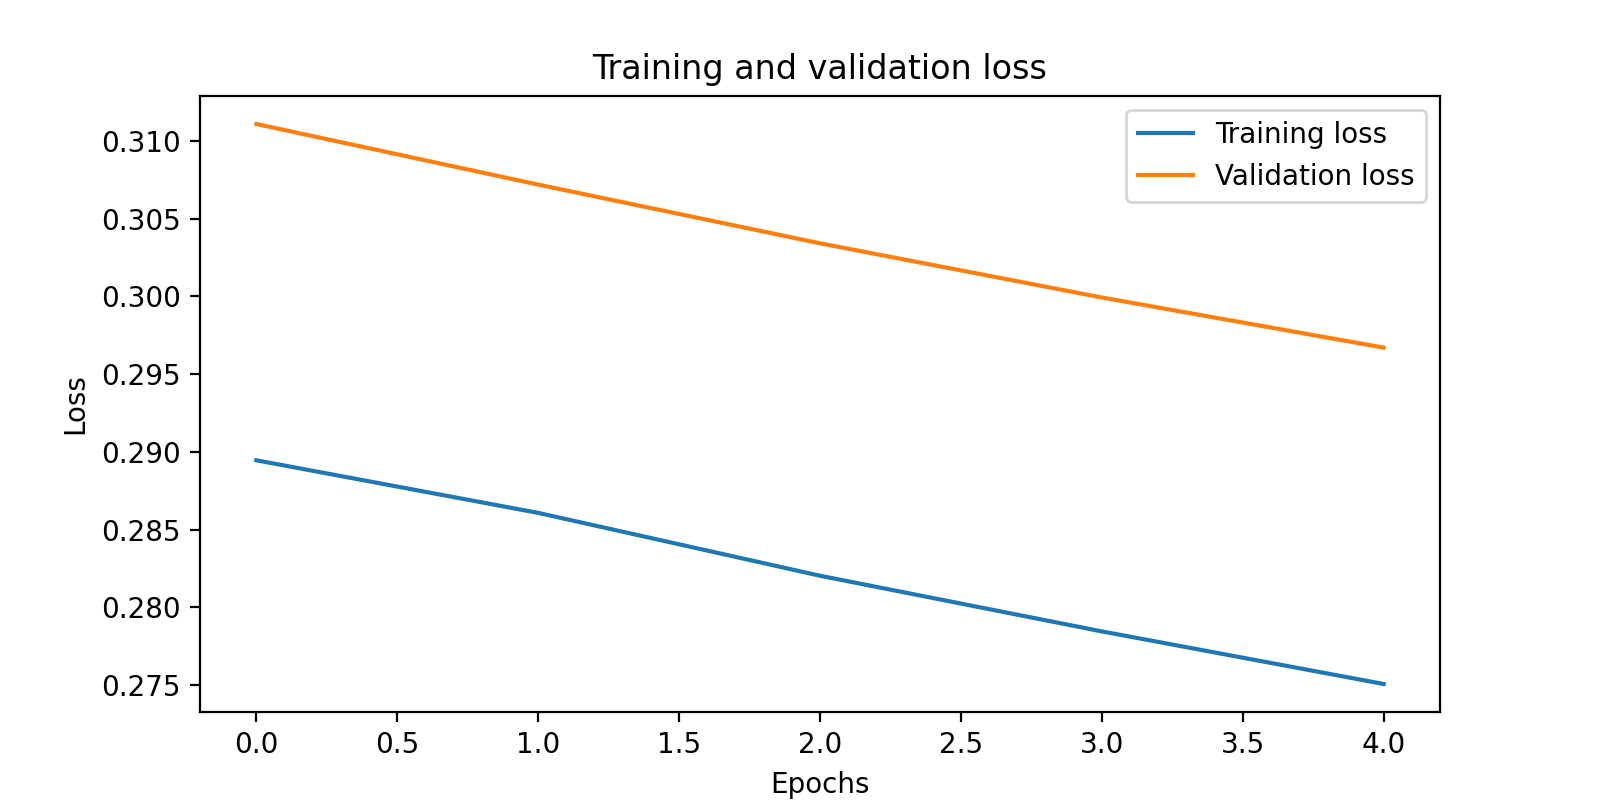 Training and validation loss
Training loss
Validation loss
0.310
0.305
0.300
0.295
0.290
0.285
0.280
0.275
Loss
0.0 0.5 1.0 1.5 2.0 2.5 3.0 3.5 4.0
Epochs